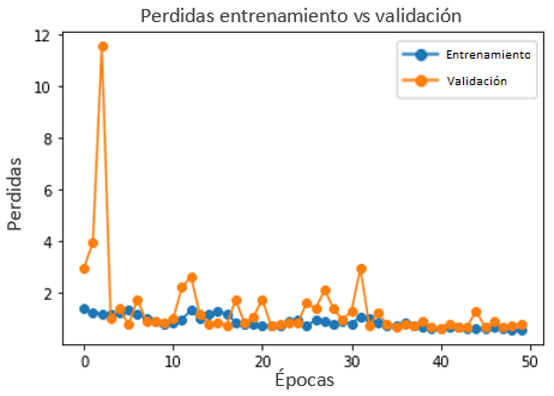 Perdidas entrenamiento vs validación
12
10
8
6
4
2
Perdidas
Entrenamiento
Validación
0 10 20 30 40 50
Épocas